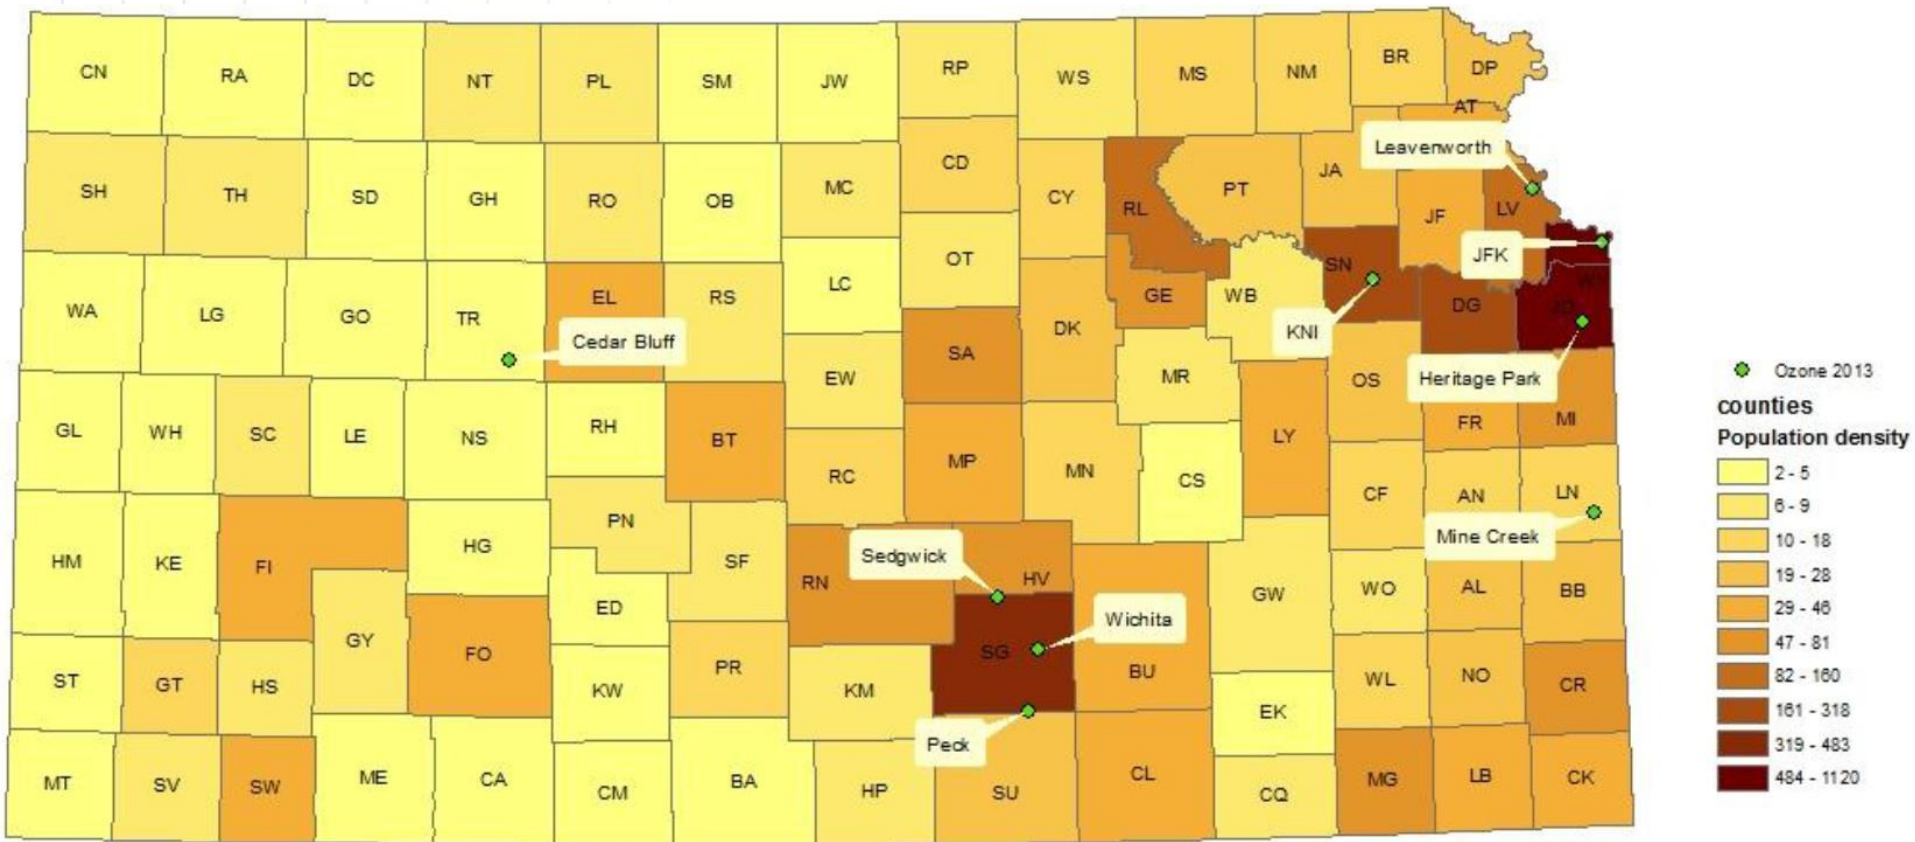 CN RA DC NT PL SM JW RP WS MS NM BR DP
AT
Leavenworth
SH TH SD GH RO OB MC CD CY RL PT JA JF LV
JFK
WA LG GO TR EL RS LC OT DK GE WB SN DG JO WY
Cedar Bluff
KNI
Heritage Park
GL WH SC LE NS RH BT EW SA MR OS FR MI
RC MP MN CS LY CF AN LN
Mine Creek
HM KE FI HG PN SF RN HV
Sedgwick
GY ED GW WO AL BB
Wichita
ST GT HS FO KW PR KM SG BU EK WL NO CR
Peck
MT SV SW ME CA CM BA HP SU CL CQ MG LB CK
Ozone 2013
counties
Population density
2 - 5
6 - 9
10 - 18
19 - 28
29 - 46
47 - 81
82 - 160
161 - 318
319 - 483
484 - 1120